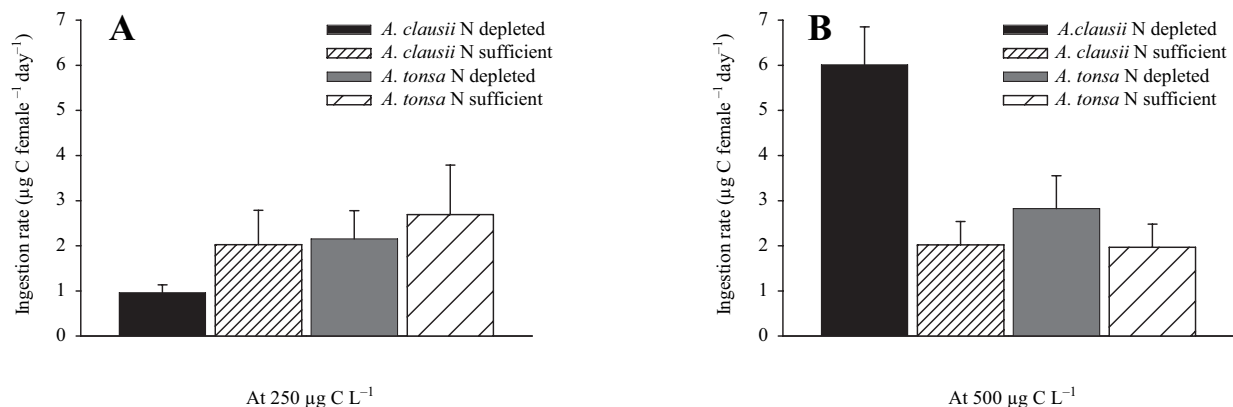 A
Ingestion rate (µg C female⁻¹ day⁻¹)
7
6
5
4
3
2
1
0
A. clausii N depleted
A. clausii N sufficient
A. tonsa N depleted
A. tonsa N sufficient
At 250 µg C L⁻¹
B
Ingestion rate (µg C female⁻¹ day⁻¹)
7
6
5
4
3
2
1
0
A.clausii N depleted
A. clausii N sufficient
A. tonsa N depleted
A. tonsa N sufficient
At 500 µg C L⁻¹